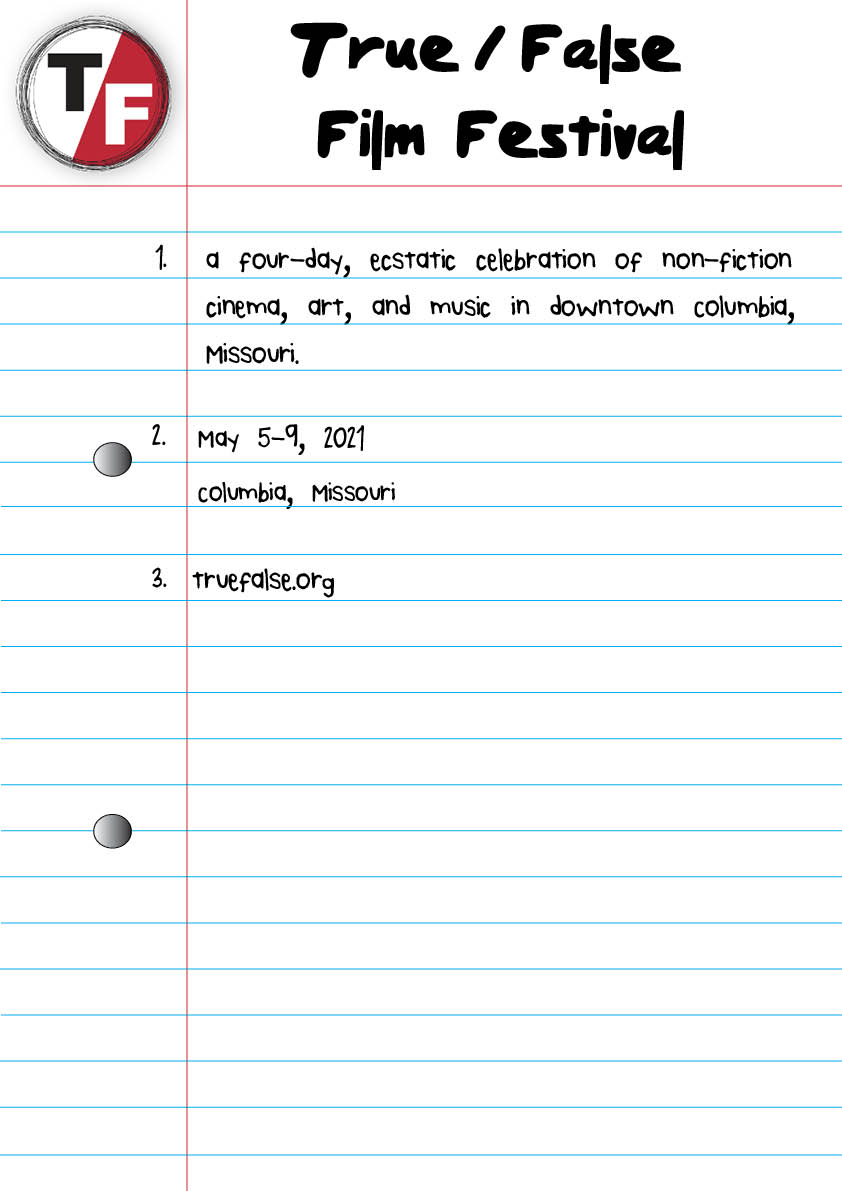 T/F
True / False
Film Festival
1. a four-day, ecstatic celebration of non-fiction
cinema, art, and music in downtown columbia,
Missouri.
2. May 5-9, 2021
columbia, Missouri
3. truefalse.org